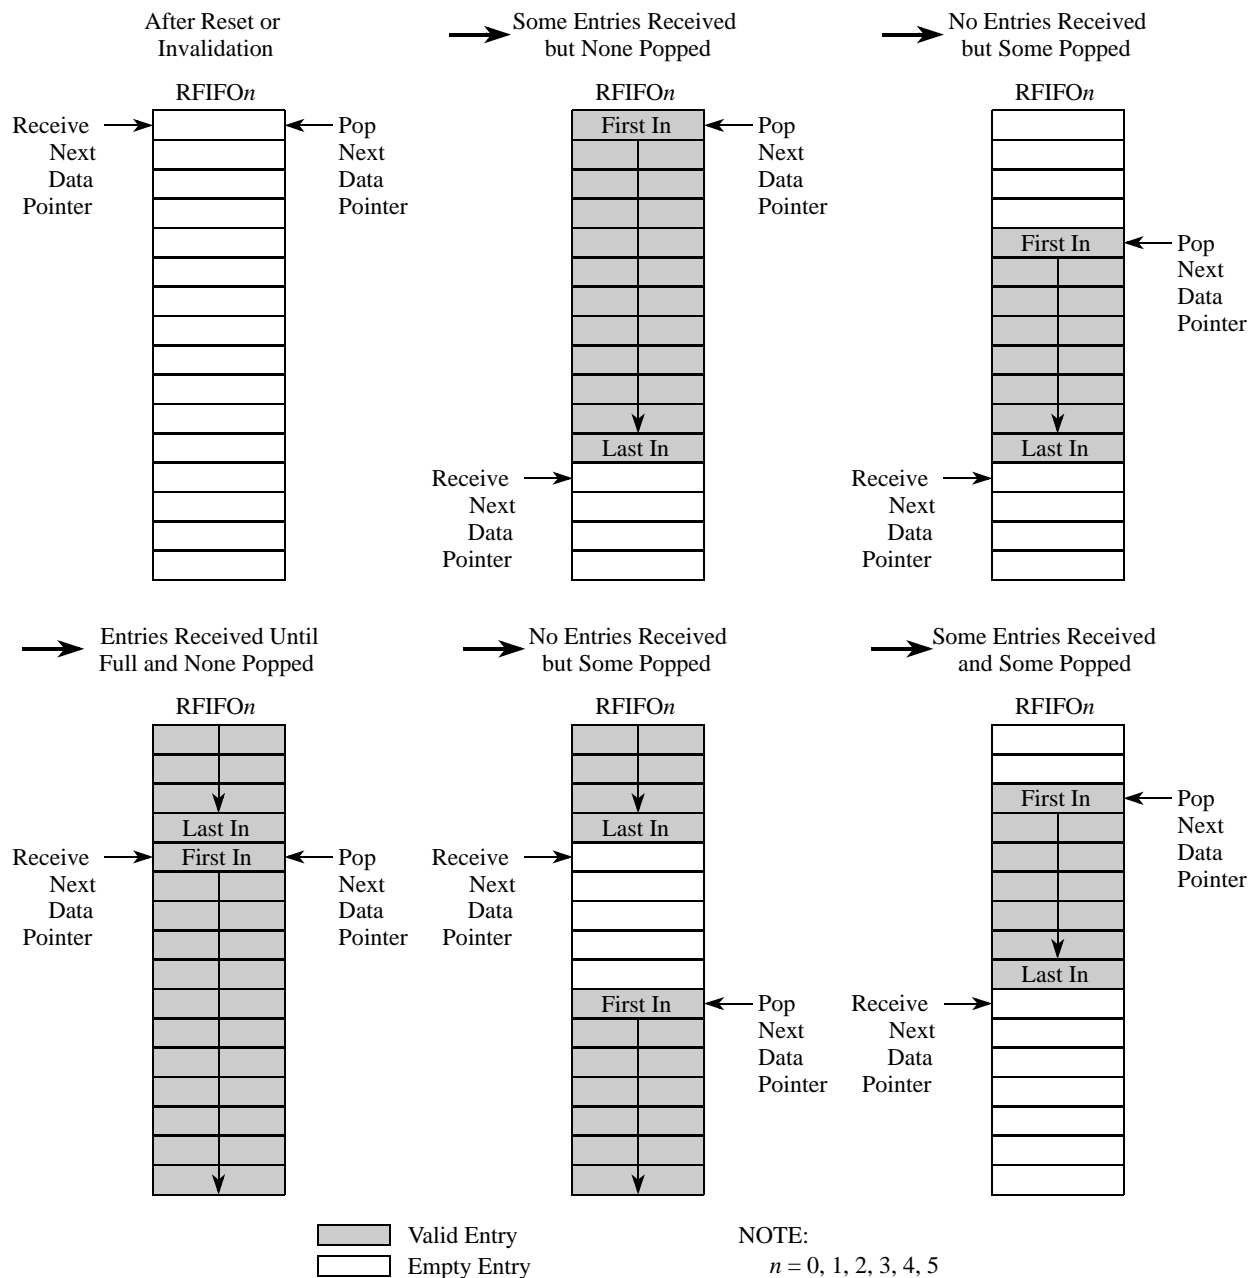 After Reset or
Invalidation
RFIFOn
Receive
Next
Data
Pointer
Pop
Next
Data
Pointer
Some Entries Received
but None Popped
RFIFOn
First In
Last In
Pop
Next
Data
Pointer
Receive
Next
Data
Pointer
No Entries Received
but Some Popped
RFIFOn
First In
Last In
Pop
Next
Data
Pointer
Receive
Next
Data
Pointer
Entries Received Until
Full and None Popped
RFIFOn
Last In
First In
Receive
Next
Data
Pointer
Pop
Next
Data
Pointer
No Entries Received
but Some Popped
RFIFOn
Last In
First In
Receive
Next
Data
Pointer
Pop
Next
Data
Pointer
Some Entries Received
and Some Popped
RFIFOn
First In
Last In
Pop
Next
Data
Pointer
Receive
Next
Data
Pointer
Valid Entry
Empty Entry
NOTE:
n = 0, 1, 2, 3, 4, 5